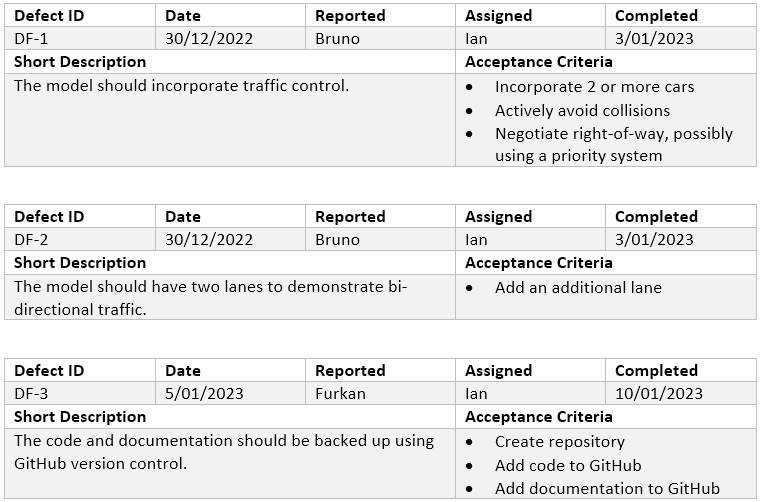 Defect ID Date Reported Assigned Completed
DF-1 30/12/2022 Bruno Ian 3/01/2023
Short Description Acceptance Criteria
The model should incorporate traffic control. • Incorporate 2 or more cars
• Actively avoid collisions
• Negotiate right-of-way, possibly
using a priority system
Defect ID Date Reported Assigned Completed
DF-2 30/12/2022 Bruno Ian 3/01/2023
Short Description Acceptance Criteria
The model should have two lanes to demonstrate bi- • Add an additional lane
directional traffic.
Defect ID Date Reported Assigned Completed
DF-3 5/01/2023 Furkan Ian 10/01/2023
Short Description Acceptance Criteria
The code and documentation should be backed up using • Create repository
GitHub version control. • Add code to GitHub
• Add documentation to GitHub